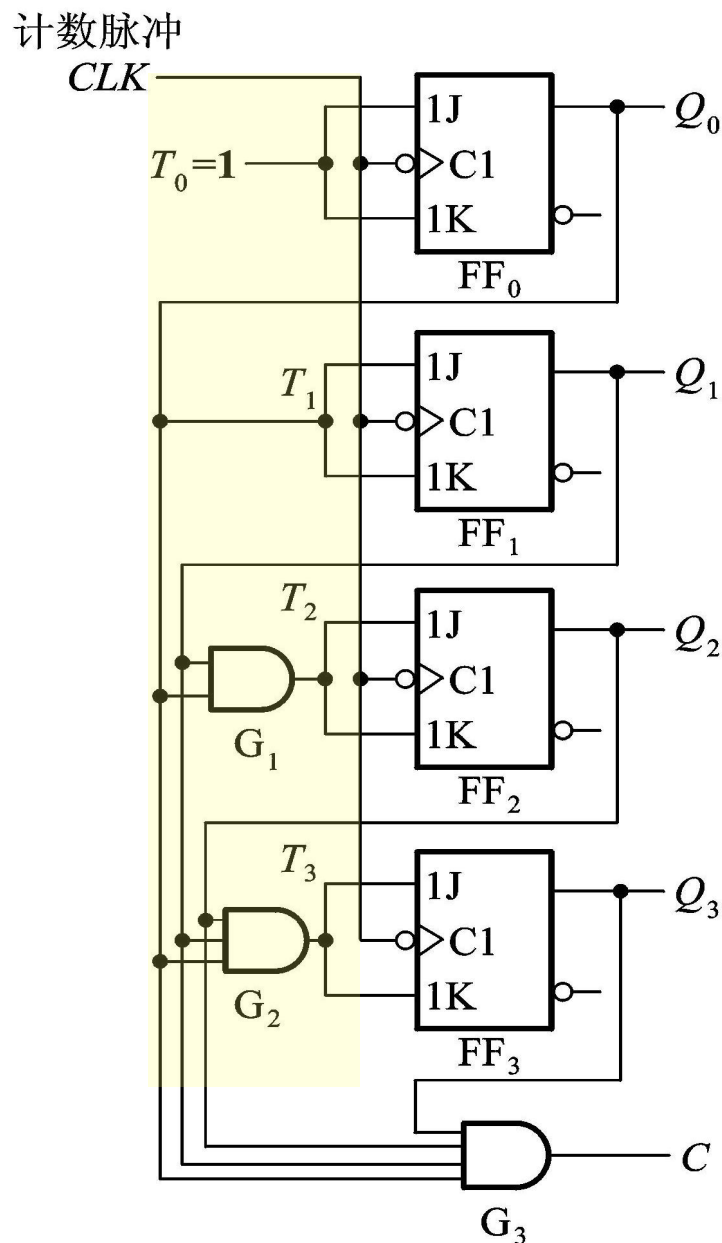 计数脉冲
CLK
1J
Q₀
T₀=1
C1
1K
FF₀
1J
Q₁
T₁
C1
1K
FF₁
T₂
1J
Q₂
C1
G₁
1K
FF₂
T₃
1J
Q₃
C1
G₂
1K
FF₃
C
G₃